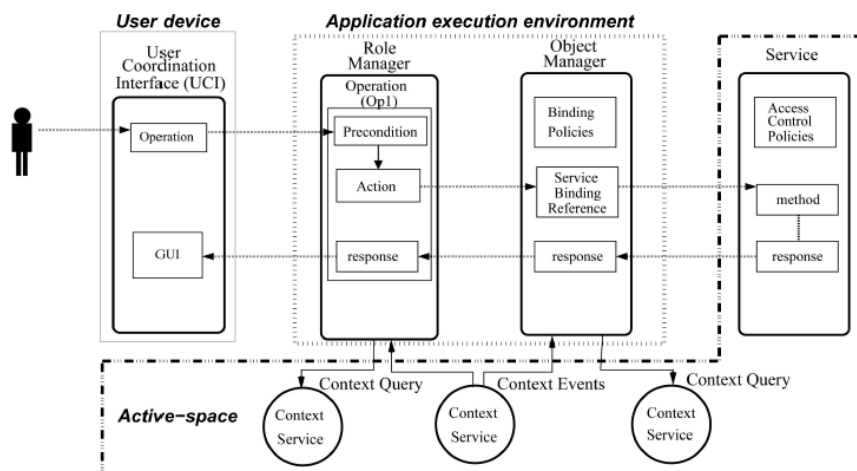 User device
Application execution environment
User
Coordination
Interface (UCI)
Role
Manager
Object
Manager
Service
Operation
(Op1)
Operation
Precondition
Action
Binding
Policies
Access
Control
Policies
Service
Binding
Reference
method
GUI
response
response
response
Context Query
Context Events
Context Query
Active-space
Context
Service
Context
Service
Context
Service